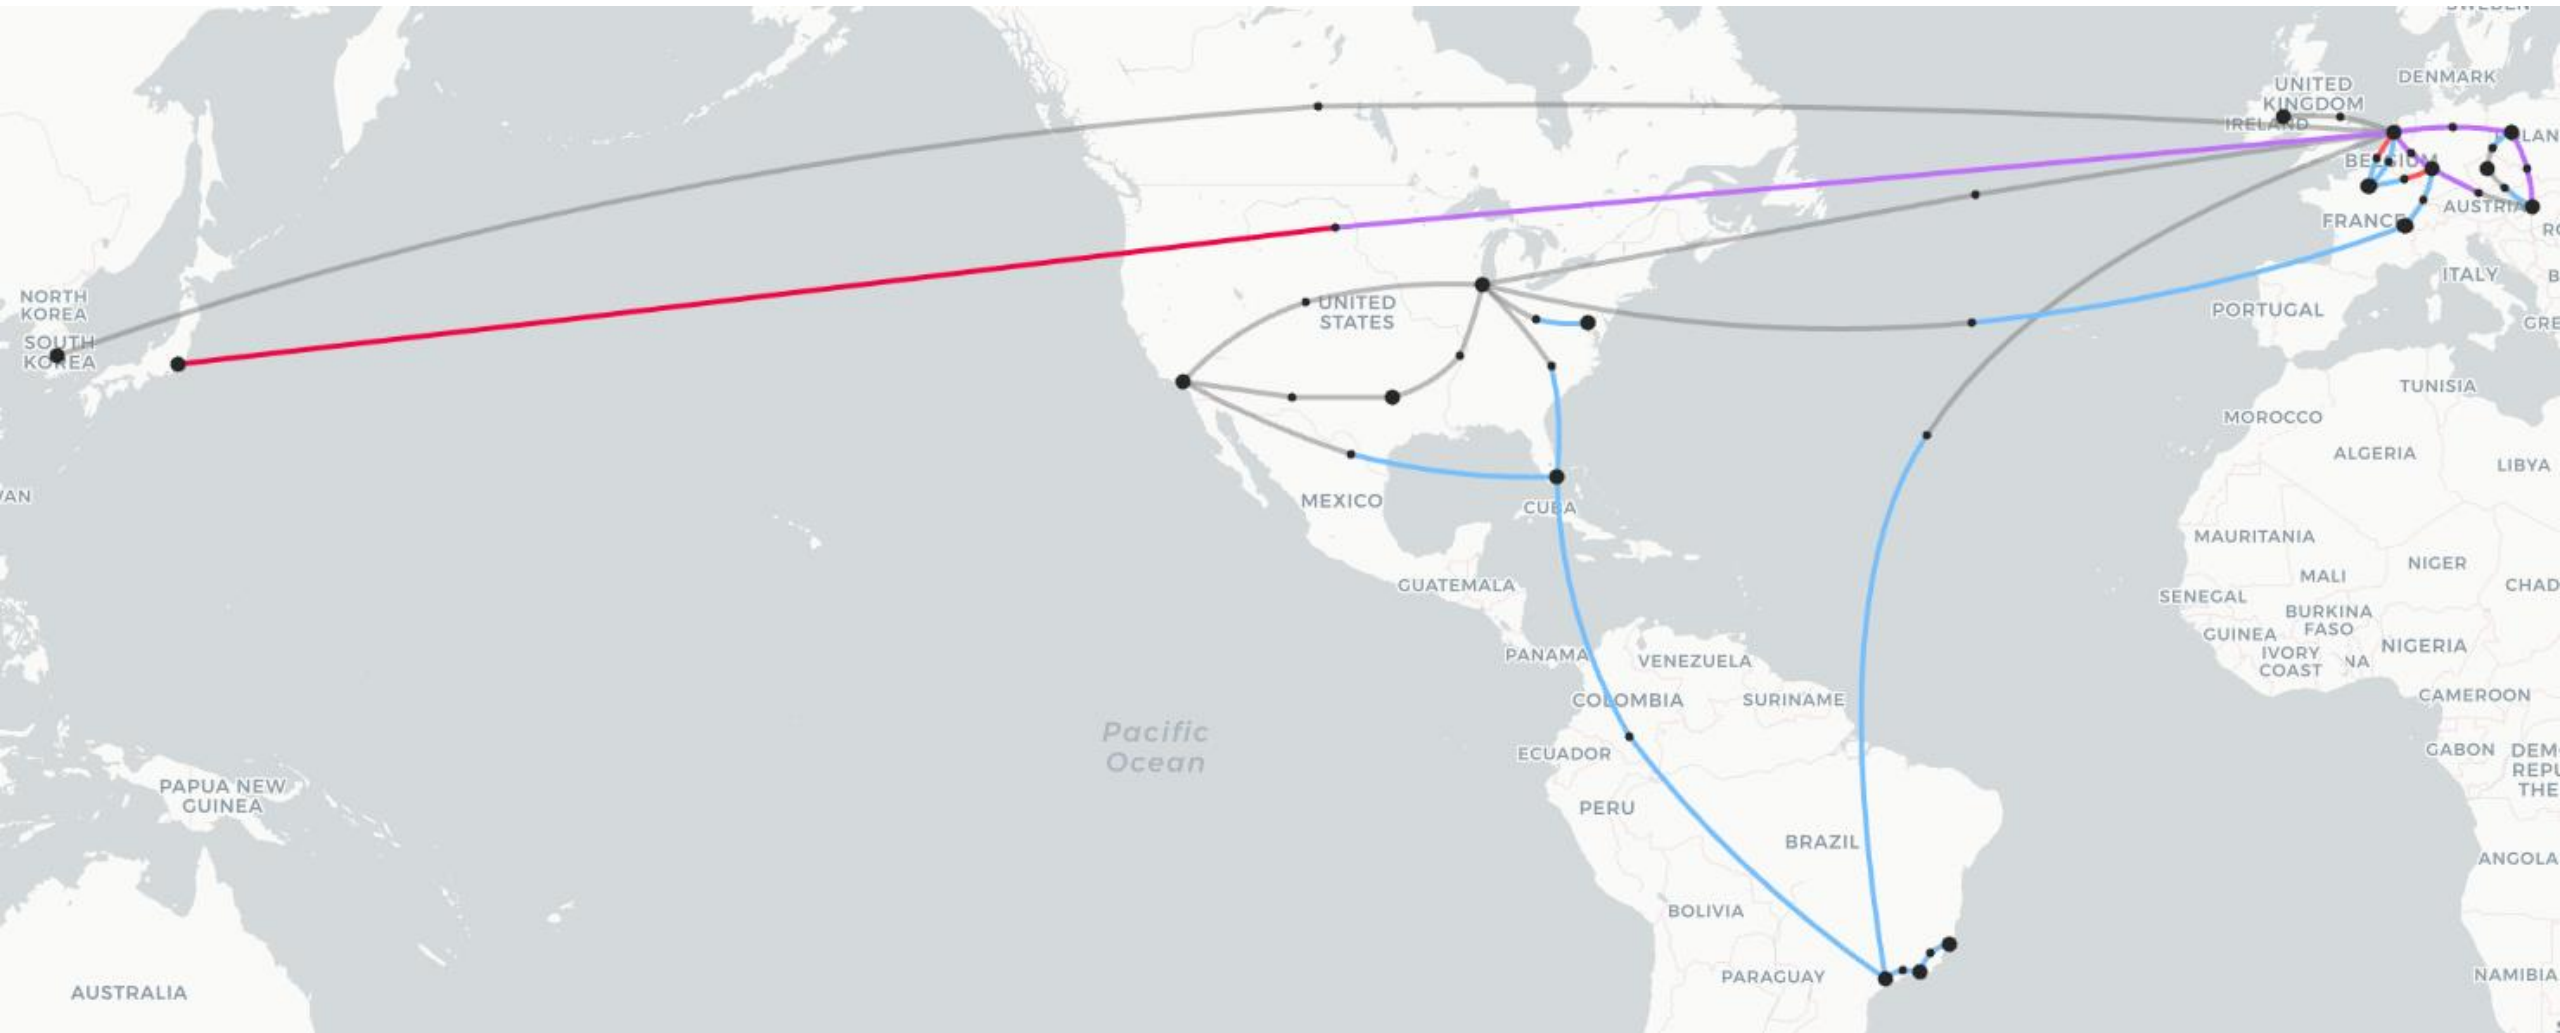 DENMARK
UNITED
KINGDOM
IRELAND
BELGIUM
FRANCE
AUSTRIA
ITALY
PORTUGAL
NORTH
KOREA
SOUTH
KOREA
UNITED
STATES
TUNISIA
MOROCCO
ALGERIA
LIBYA
MEXICO
CUBA
MAURITANIA
NIGER
MALI
CHAD
GUATEMALA
SENEGAL
BURKINA
FASO
GUINEA
NIGERIA
IVORY
COAST
NA
PANAMA
VENEZUELA
COLOMBIA
SURINAME
CAMEROON
Pacific
Ocean
ECUADOR
GABON
PAPUA NEW
GUINEA
PERU
BRAZIL
ANGOLA
BOLIVIA
PARAGUAY
NAMIBIA
AUSTRALIA